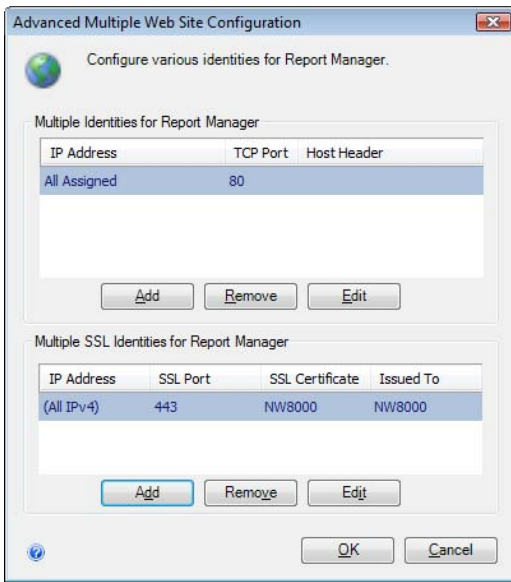 Advanced Multiple Web Site Configuration
Configure various identities for Report Manager.
Multiple Identities for Report Manager
IP Address TCP Port Host Header
All Assigned 80
Add Remove Edit
Multiple SSL Identities for Report Manager
IP Address SSL Port SSL Certificate Issued To
(All IPv4) 443 NW8000 NW8000
Add Remove Edit
OK Cancel